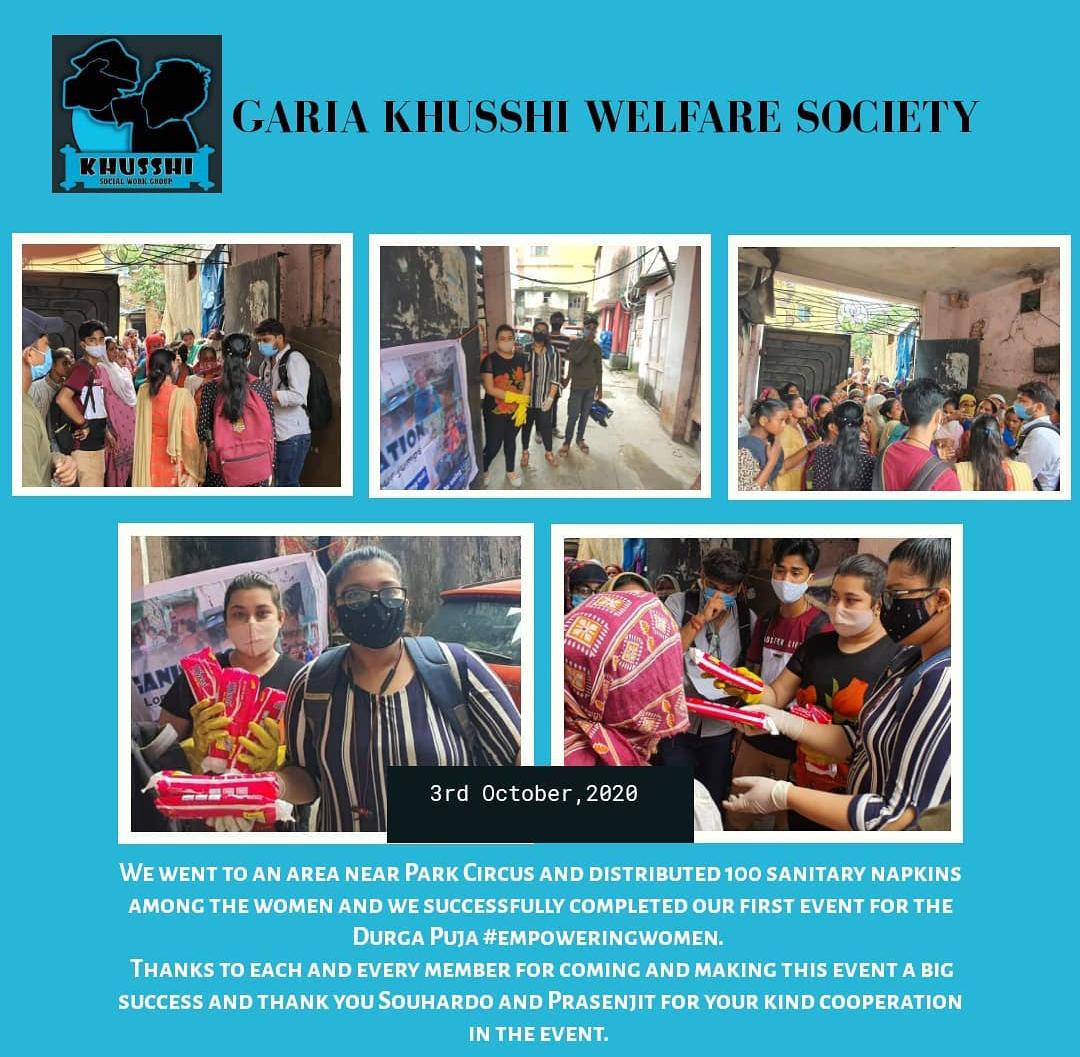 GARIA KHUSSHI WELFARE SOCIETY
KHUSSHI
SOCIAL WORK GROUP
ATION
3rd October,2020
We went to an area near Park Circus and distributed 100 sanitary napkins
among the women and we successfully completed our first event for the
Durga Puja #empoweringwomen.
Thanks to each and every member for coming and making this event a big
success and thank you Souhardo and Prasenjit for your kind cooperation
in the event.